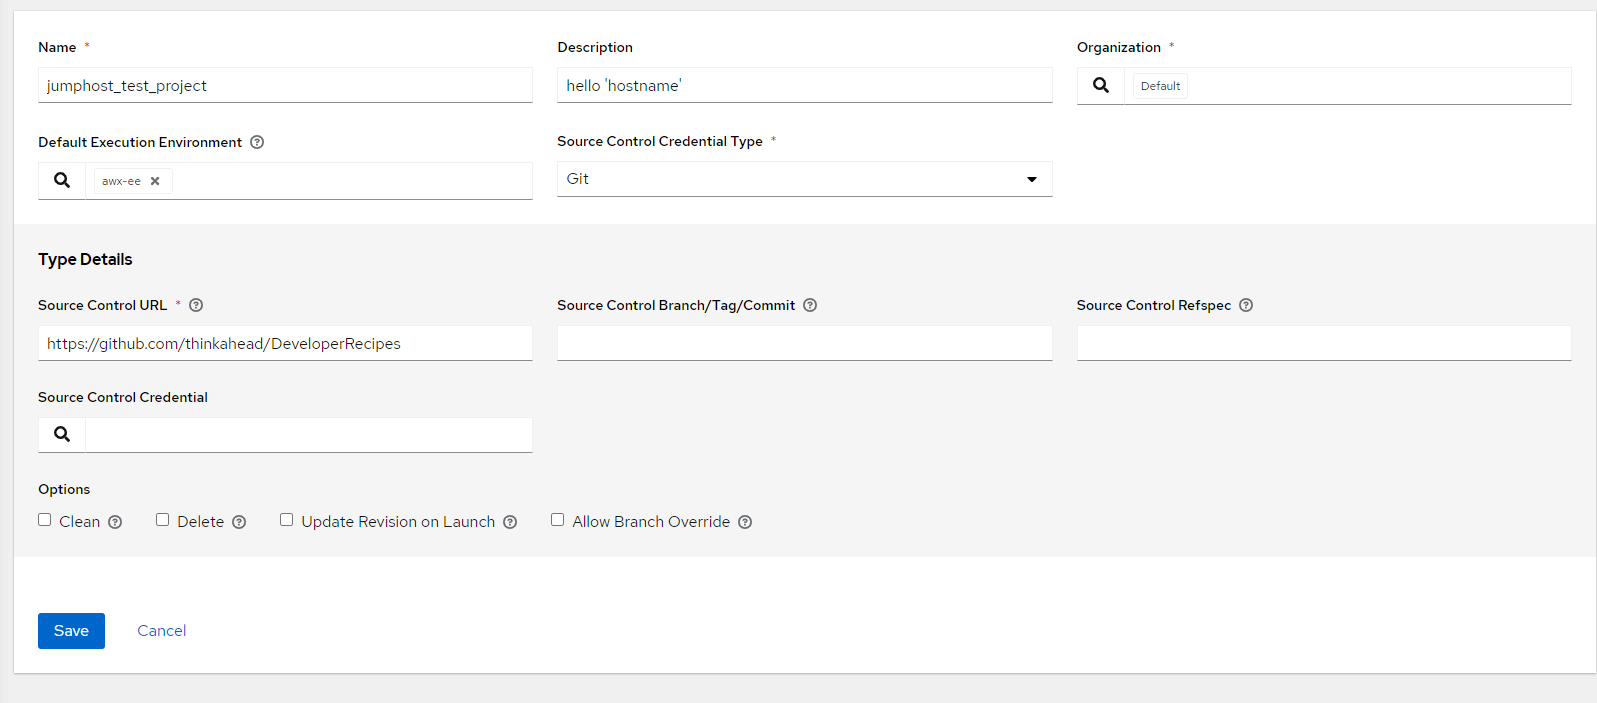 Name *
Description
Organization *
jumphost_test_project
hello 'hostname'
Default
Default Execution Environment
Source Control Credential Type *
awx-ee
Git
Type Details
Source Control URL *
Source Control Branch/Tag/Commit
Source Control Refspec
https://github.com/thinkahead/DeveloperRecipes
Source Control Credential
Options
Clean
Delete
Update Revision on Launch
Allow Branch Override
Save
Cancel